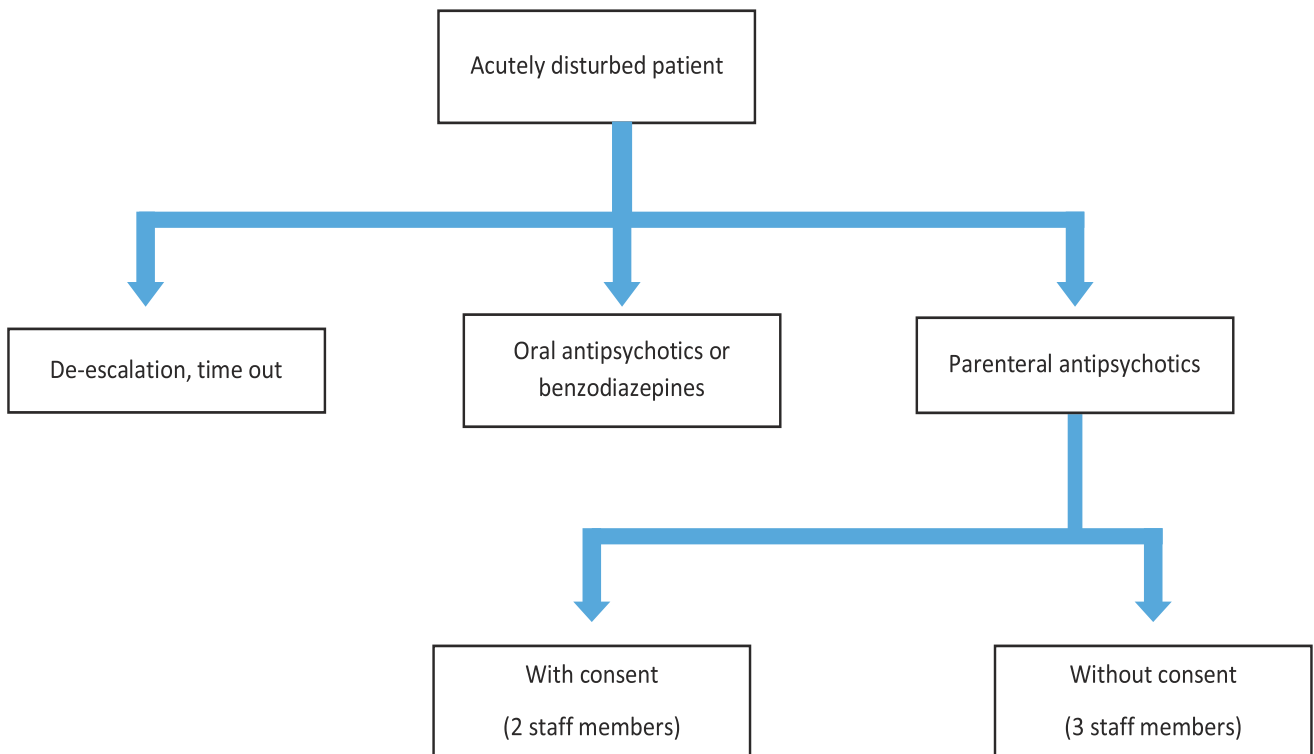 Acutely disturbed patient
De-escalation, time out
Oral antipsychotics or
benzodiazepines
Parenteral antipsychotics
With consent
(2 staff members)
Without consent
(3 staff members)